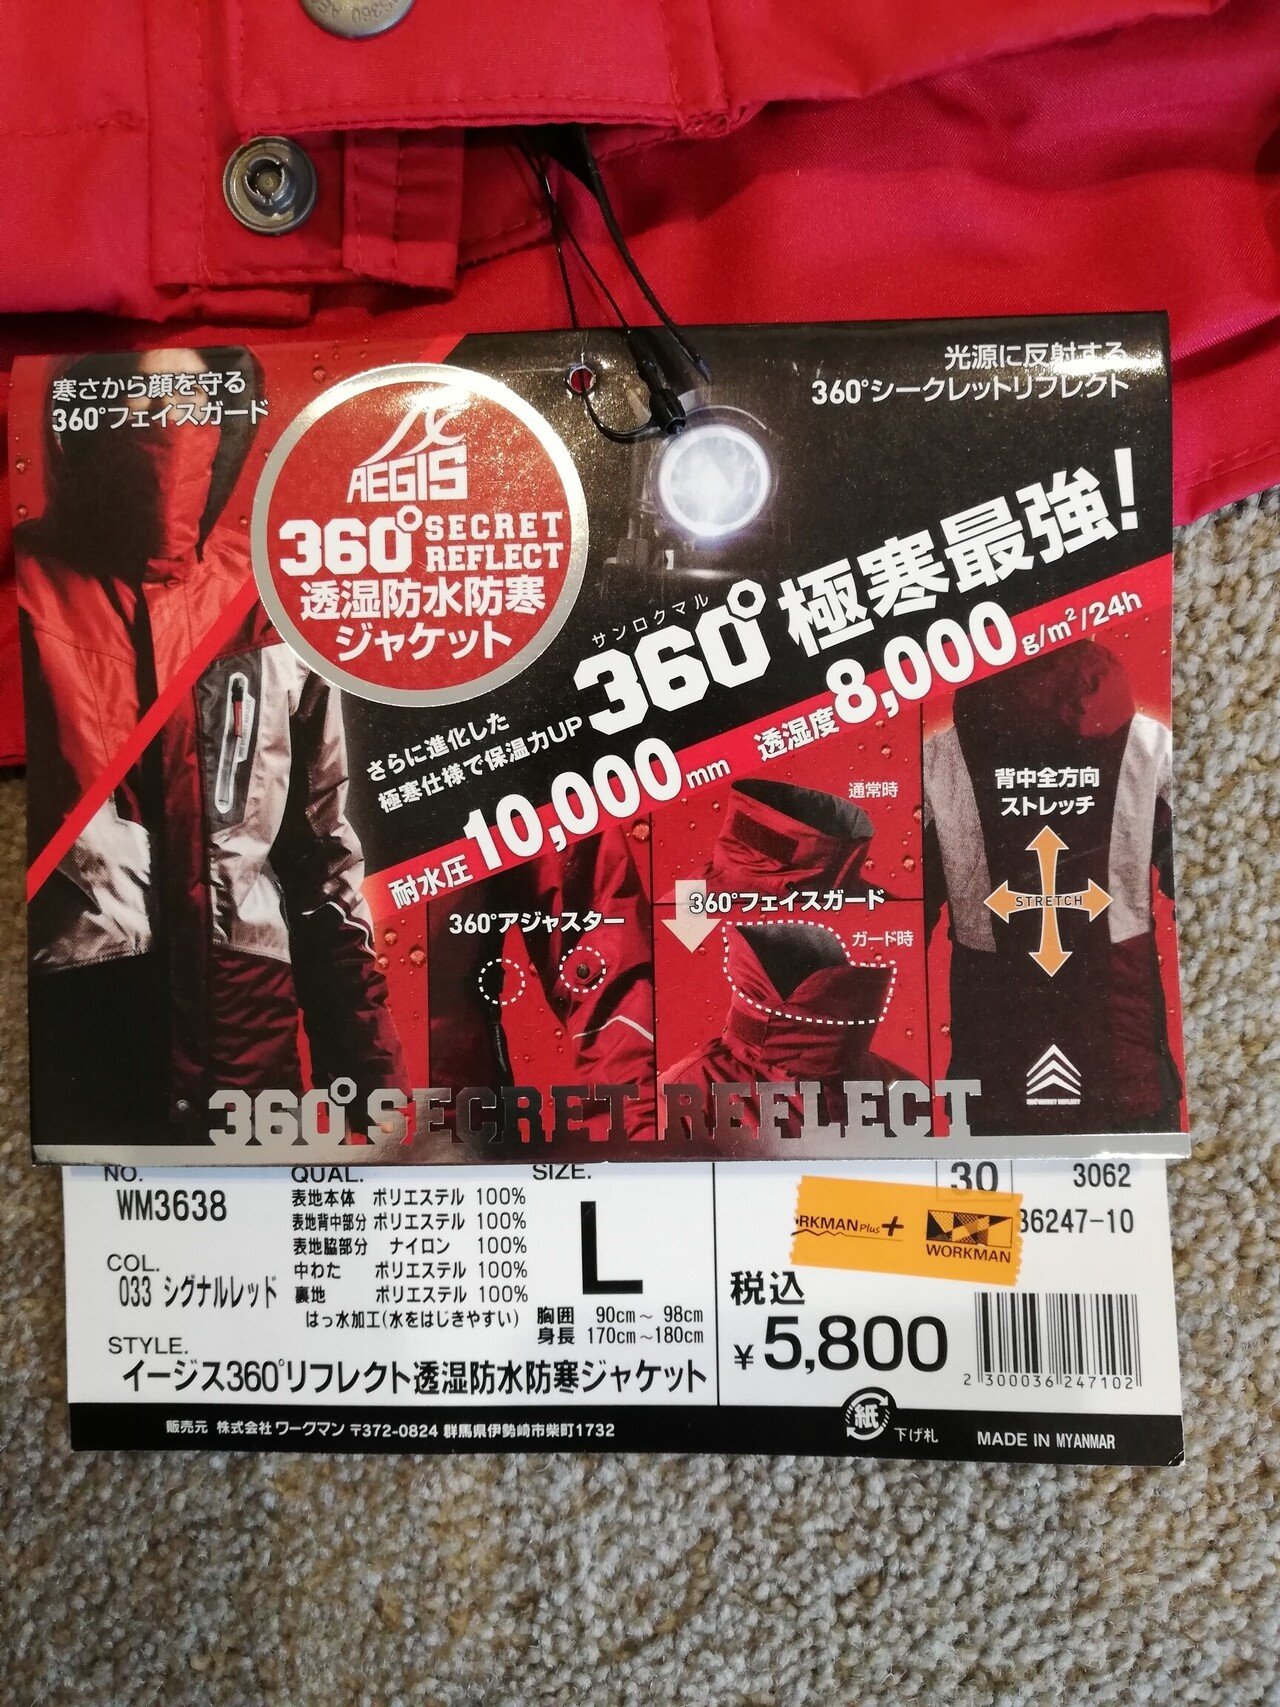 寒さから顔を守る
360°フェイスガード
光源に反射する
360°シークレットリフレクト
AEGIS
360° SECRET REFLECT
透湿防水防寒
ジャケット
サンロクマル
360°極寒最強!
さらに進化した
極寒仕様で保温力UP
耐水圧10,000mm 透湿度8,000g/m²/24h
360°アジャスター
通常時
360°フェイスガード
ガード時
背中全方向
ストレッチ
STRETCH
360° SECRET REFLECT
NO.
WM3638
COL.
033 シグナルレッド
QUAL.
表地本体 ポリエステル 100%
表地背中部分 ポリエステル 100%
表地脇部分 ナイロン 100%
中わた ポリエステル 100%
裏地 ポリエステル 100%
はっ水加工(水をはじきやすい)
SIZE.
L
胸囲 90cm～ 98cm
身長 170cm～180cm
STYLE.
イージス360°リフレクト透湿防水防寒ジャケット
30 3062
36247-10
RKMAN Plus+
WORKMAN
税込
¥5,800
2 300036 247102
販売元 株式会社 ワークマン 〒372-0824 群馬県伊勢崎市柴町1732
紙
下げ札
MADE IN MYANMAR